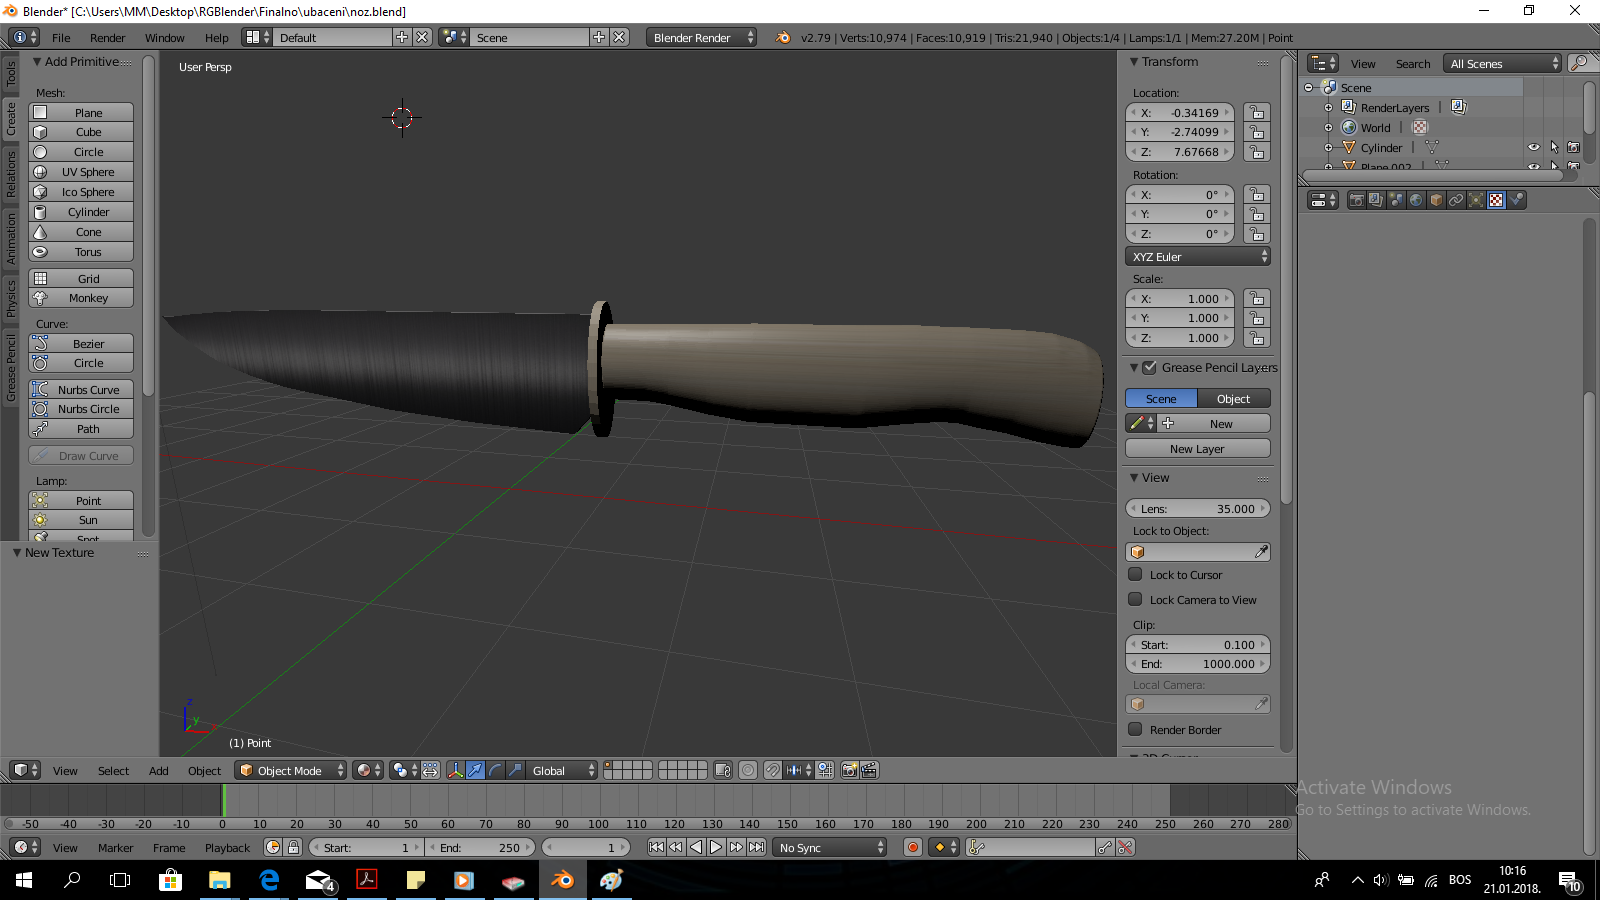 Blender* [C:\Users\MM\Desktop\RGBlender\Finalno\ubaceni\noz.blend]
File Render Window Help Default Scene Blender Render v2.79 | Verts:10,974 | Faces:10,919 | Tris:21,940 | Objects:1/4 | Lamps:1/1 | Mem:27.20M | Point
Tools
Create
Relations
Animation
Physics
Grease Pencil
Add Primitive
Mesh:
Plane
Cube
Circle
UV Sphere
Ico Sphere
Cylinder
Cone
Torus
Grid
Monkey
Curve:
Bezier
Circle
Nurbs Curve
Nurbs Circle
Path
Draw Curve
Lamp:
Point
Sun
Spot
New Texture
User Persp
z
y
(1) Point
Transform
Location:
X: -0.34169
Y: -2.74099
Z: 7.67668
Rotation:
X: 0°
Y: 0°
Z: 0°
XYZ Euler
Scale:
X: 1.000
Y: 1.000
Z: 1.000
Grease Pencil Layers
Scene Object
New
New Layer
View
Lens: 35.000
Lock to Object:
Lock to Cursor
Lock Camera to View
Clip:
Start: 0.100
End: 1000.000
Local Camera:
Render Border
3D Cursor
View Search All Scenes
Scene
RenderLayers |
World |
Cylinder |
Plane.002 |
View Select Add Object Object Mode Global
-50 -40 -30 -20 -10 0 10 20 30 40 50 60 70 80 90 100 110 120 130 140 150 160 170 180 190 200 210 220 230 240 250 260 270 280
View Marker Frame Playback Start: 1 End: 250 1 No Sync
Activate Windows
Go to Settings to activate Windows.
4
BOS
10:16
21.01.2018.
10